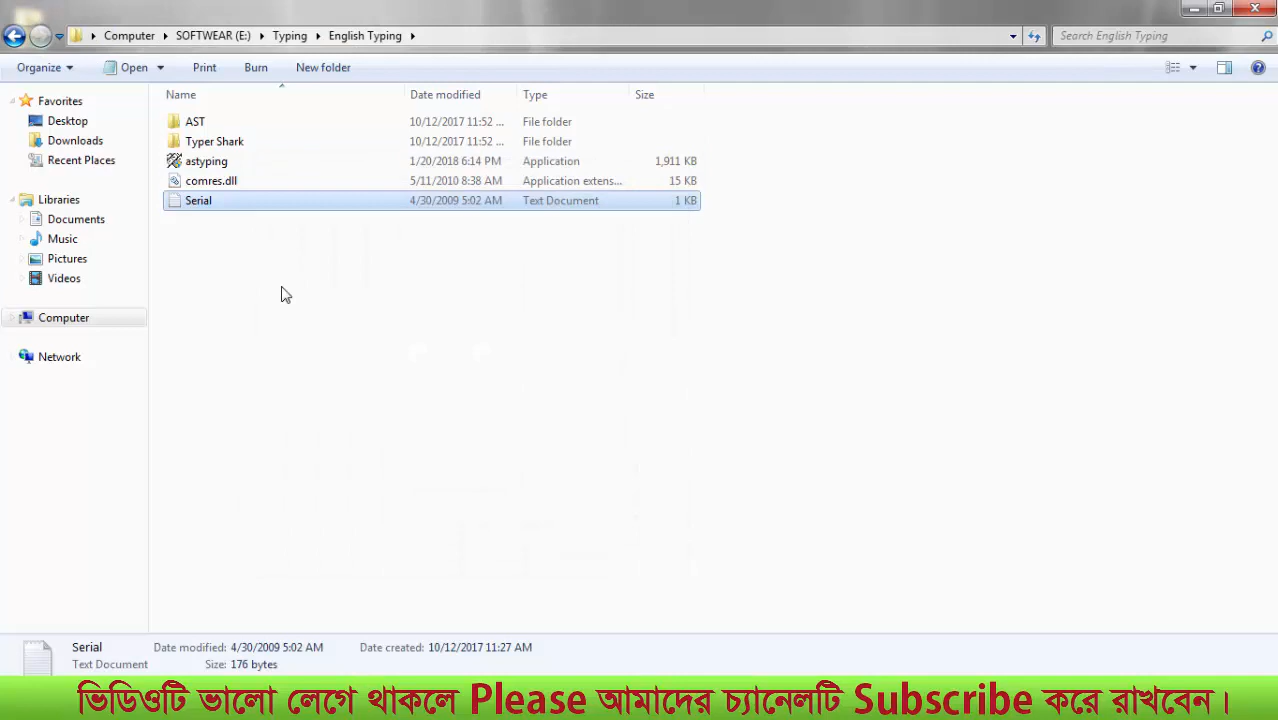 Computer SOFTWEAR (E:) Typing English Typing Search English Typing
Organize Open Print Burn New folder
Name Date modified Type Size
Favorites
Desktop
Downloads
Recent Places
Libraries
Documents
Music
Pictures
Videos
Computer
Network
AST 10/12/2017 11:52 ... File folder
Typer Shark 10/12/2017 11:52 ... File folder
astyping 1/20/2018 6:14 PM Application 1,911 KB
comres.dll 5/11/2010 8:38 AM Application extens... 15 KB
Serial 4/30/2009 5:02 AM Text Document 1 KB
Serial Date modified: 4/30/2009 5:02 AM Date created: 10/12/2017 11:27 AM
Text Document Size: 176 bytes
ভিডিওটি ভালো লেগে থাকলে Please আমাদের চ্যানেলটি Subscribe করে রাখবেন।